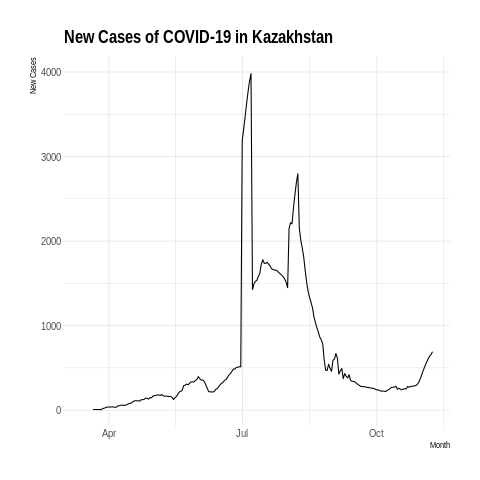 New Cases of COVID-19 in Kazakhstan
New Cases
4000
3000
2000
1000
0
Apr
Jul
Oct
Month